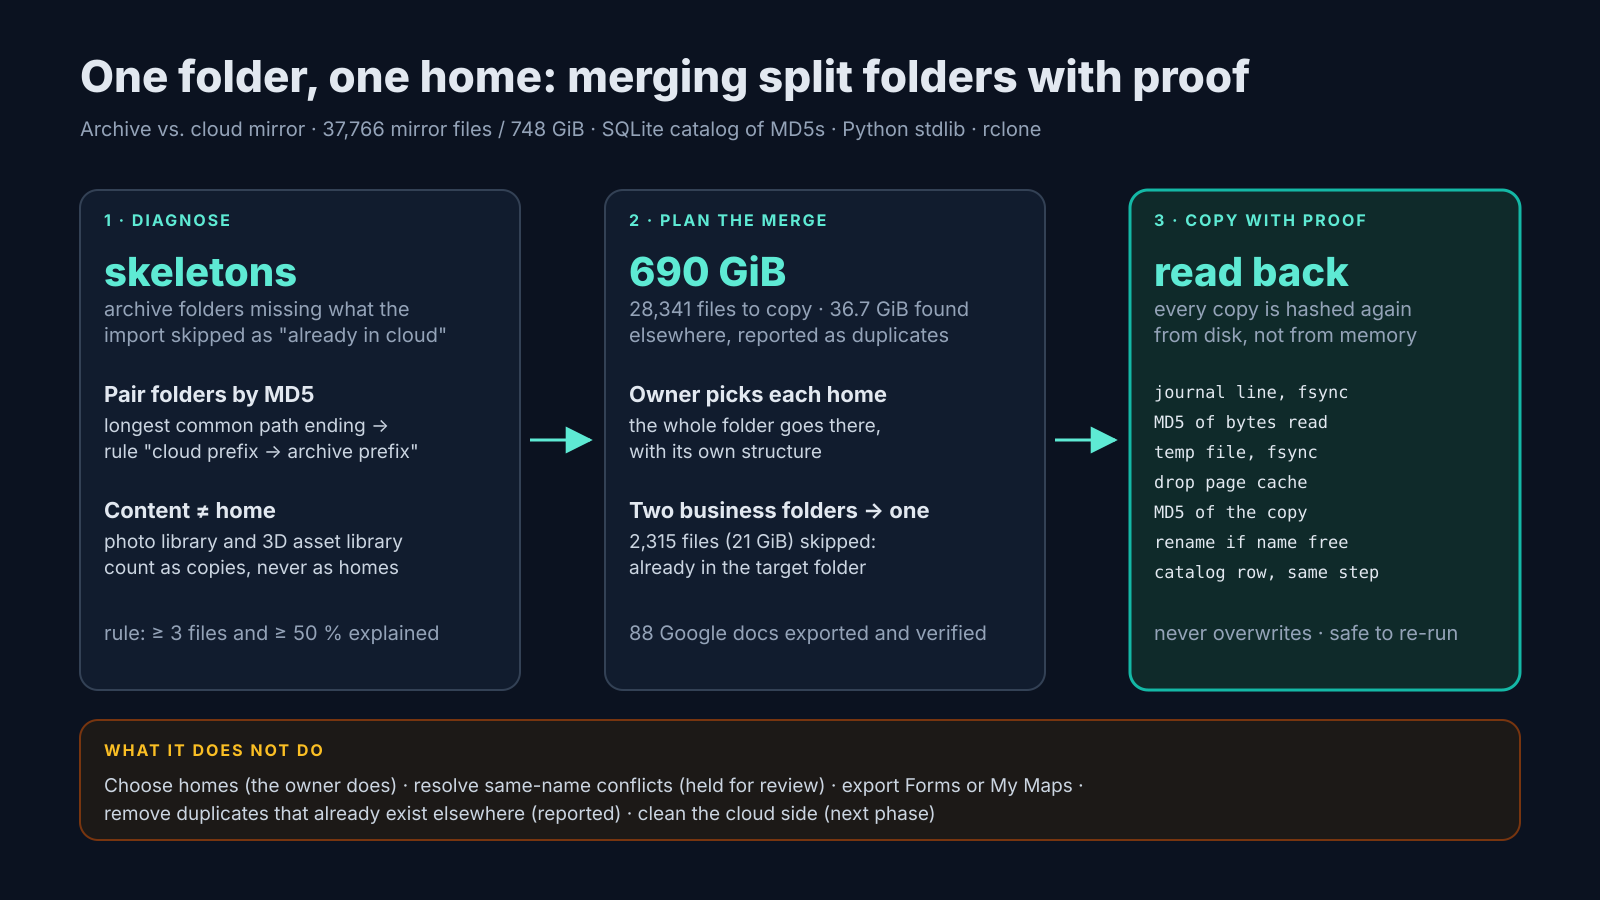 One folder, one home: merging split folders with proof
Archive vs. cloud mirror · 37,766 mirror files / 748 GiB · SQLite catalog of MD5s · Python stdlib · rclone
1 · DIAGNOSE
skeletons
archive folders missing what the
import skipped as "already in cloud"
Pair folders by MD5
longest common path ending →
rule "cloud prefix → archive prefix"
Content ≠ home
photo library and 3D asset library
count as copies, never as homes
rule: ≥ 3 files and ≥ 50 % explained
2 · PLAN THE MERGE
690 GiB
28,341 files to copy · 36.7 GiB found
elsewhere, reported as duplicates
Owner picks each home
the whole folder goes there,
with its own structure
Two business folders → one
2,315 files (21 GiB) skipped:
already in the target folder
88 Google docs exported and verified
3 · COPY WITH PROOF
read back
every copy is hashed again
from disk, not from memory
journal line, fsync
MD5 of bytes read
temp file, fsync
drop page cache
MD5 of the copy
rename if name free
catalog row, same step
never overwrites · safe to re-run
WHAT IT DOES NOT DO
Choose homes (the owner does) · resolve same-name conflicts (held for review) · export Forms or My Maps ·
remove duplicates that already exist elsewhere (reported) · clean the cloud side (next phase)